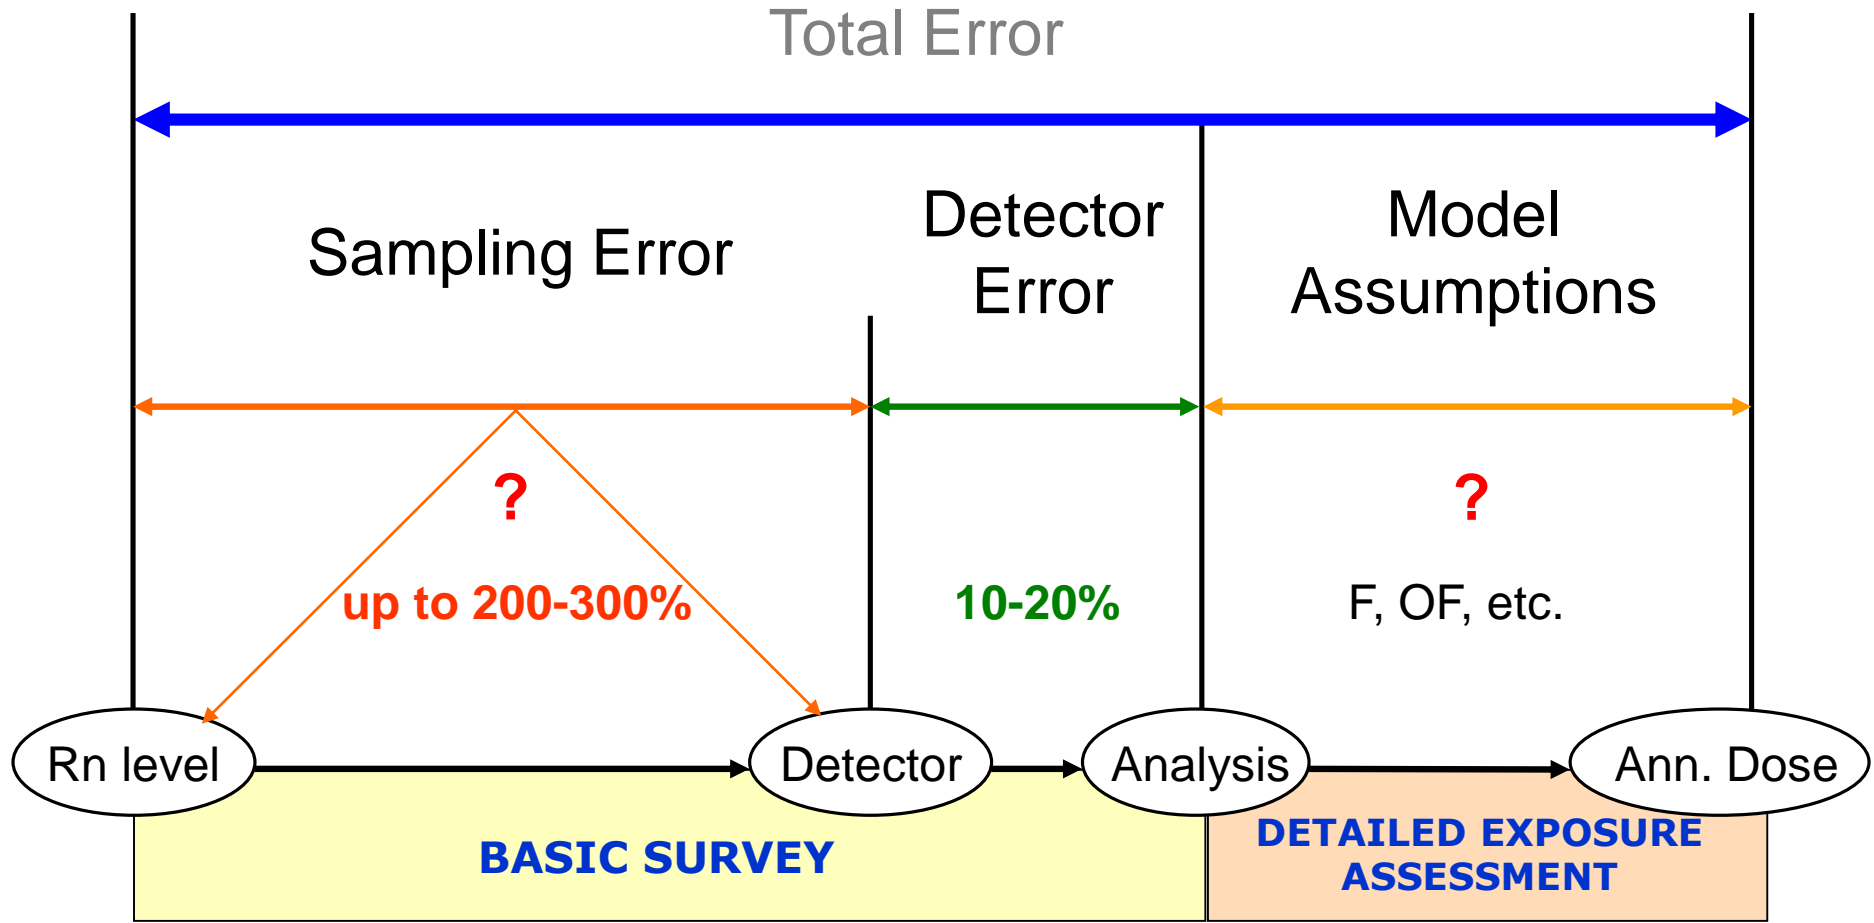 Total Error
Sampling Error
Detector
Error
Model
Assumptions
?
?
up to 200-300%
10-20%
F, OF, etc.
Rn level
Detector
Analysis
Ann. Dose
BASIC SURVEY
DETAILED EXPOSURE
ASSESSMENT